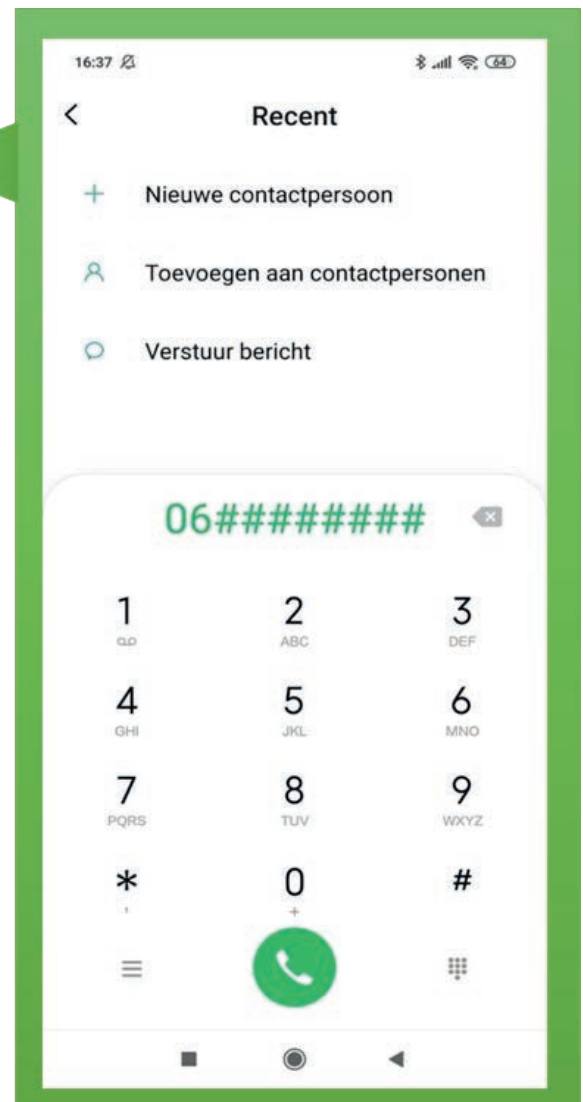 16:37
64
Recent
Nieuwe contactpersoon
Toevoegen aan contactpersonen
Verstuur bericht
06########
1 2 3
ABC DEF
4 5 6
GHI JKL MNO
7 8 9
PQRS TUV WXYZ
* 0 #
, +